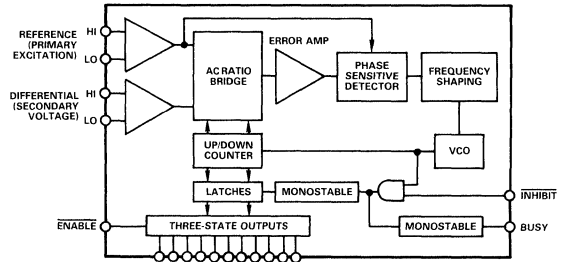 REFERENCE
(PRIMARY
EXCITATION)
HI
LO
DIFFERENTIAL
(SECONDARY
VOLTAGE)
HI
LO
AC RATIO
BRIDGE
ERROR AMP
PHASE
SENSITIVE
DETECTOR
FREQUENCY
SHAPING
UP/DOWN
COUNTER
VCO
LATCHES
MONOSTABLE
INHIBIT
ENABLE
THREE-STATE OUTPUTS
MONOSTABLE
BUSY